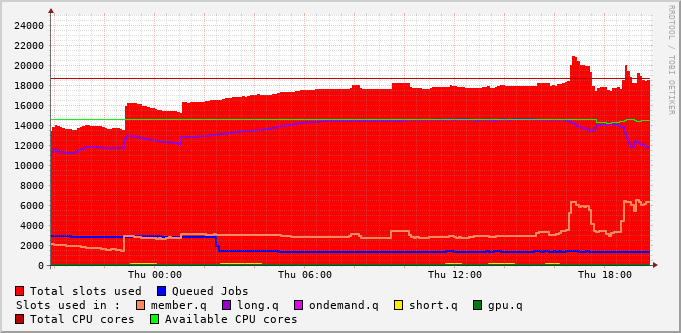 24000
22000
20000
18000
16000
14000
12000
10000
8000
6000
4000
2000
0
Thu 00:00 Thu 06:00 Thu 12:00 Thu 18:00
RRDTOOL / TOBI OETIKER
Total slots used Queued Jobs
Slots used in : member.q long.q ondemand.q short.q gpu.q
Total CPU cores Available CPU cores